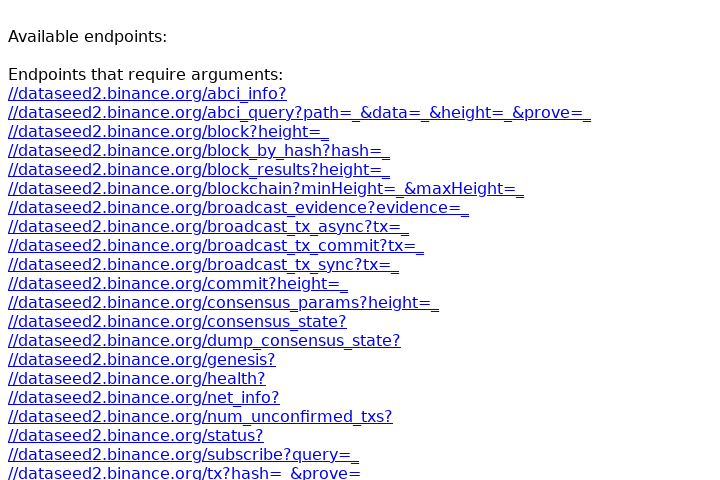 Available endpoints:
Endpoints that require arguments:
//dataseed2.binance.org/abci_info?
//dataseed2.binance.org/abci_query?path=_&data=_&height=_&prove=_
//dataseed2.binance.org/block?height=_
//dataseed2.binance.org/block_by_hash?hash=_
//dataseed2.binance.org/block_results?height=_
//dataseed2.binance.org/blockchain?minHeight=_&maxHeight=_
//dataseed2.binance.org/broadcast_evidence?evidence=_
//dataseed2.binance.org/broadcast_tx_async?tx=_
//dataseed2.binance.org/broadcast_tx_commit?tx=_
//dataseed2.binance.org/broadcast_tx_sync?tx=_
//dataseed2.binance.org/commit?height=_
//dataseed2.binance.org/consensus_params?height=_
//dataseed2.binance.org/consensus_state?
//dataseed2.binance.org/dump_consensus_state?
//dataseed2.binance.org/genesis?
//dataseed2.binance.org/health?
//dataseed2.binance.org/net_info?
//dataseed2.binance.org/num_unconfirmed_txs?
//dataseed2.binance.org/status?
//dataseed2.binance.org/subscribe?query=_
//dataseed2.binance.org/tx?hash=_&prove=_